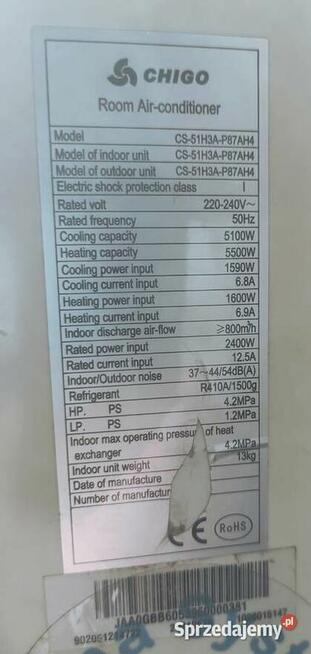 CHIGO
Room Air-conditioner
Model CS-51H3A-P87AH4
Model of indoor unit CS-51H3A-P87AH4
Model of outdoor unit CS-51H3A-P87AH4
Electric shock protection class I
Rated volt 220-240V~
Rated frequency 50Hz
Cooling capacity 5100W
Heating capacity 5500W
Cooling power input 1590W
Cooling current input 6.8A
Heating power input 1600W
Heating current input 6.9A
Indoor discharge air-flow ≥800m³/h
Rated power input 2400W
Rated current input 12.5A
Indoor/Outdoor noise 37~44/54dB(A)
Refrigerant R410A/1500g
HP. PS 4.2MPa
LP. PS 1.2MPa
Indoor max operating pressure of heat
exchanger 4.2MPa
Indoor unit weight 13kg
Date of manufacture
Number of manufactur
CE RoHS
Sprzedajemy.pl